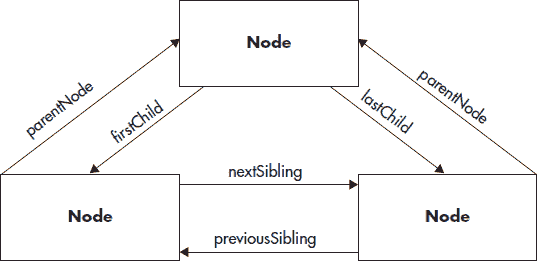 Node
parentNode
firstChild
lastChild
parentNode
nextSibling
Node
Node
previousSibling